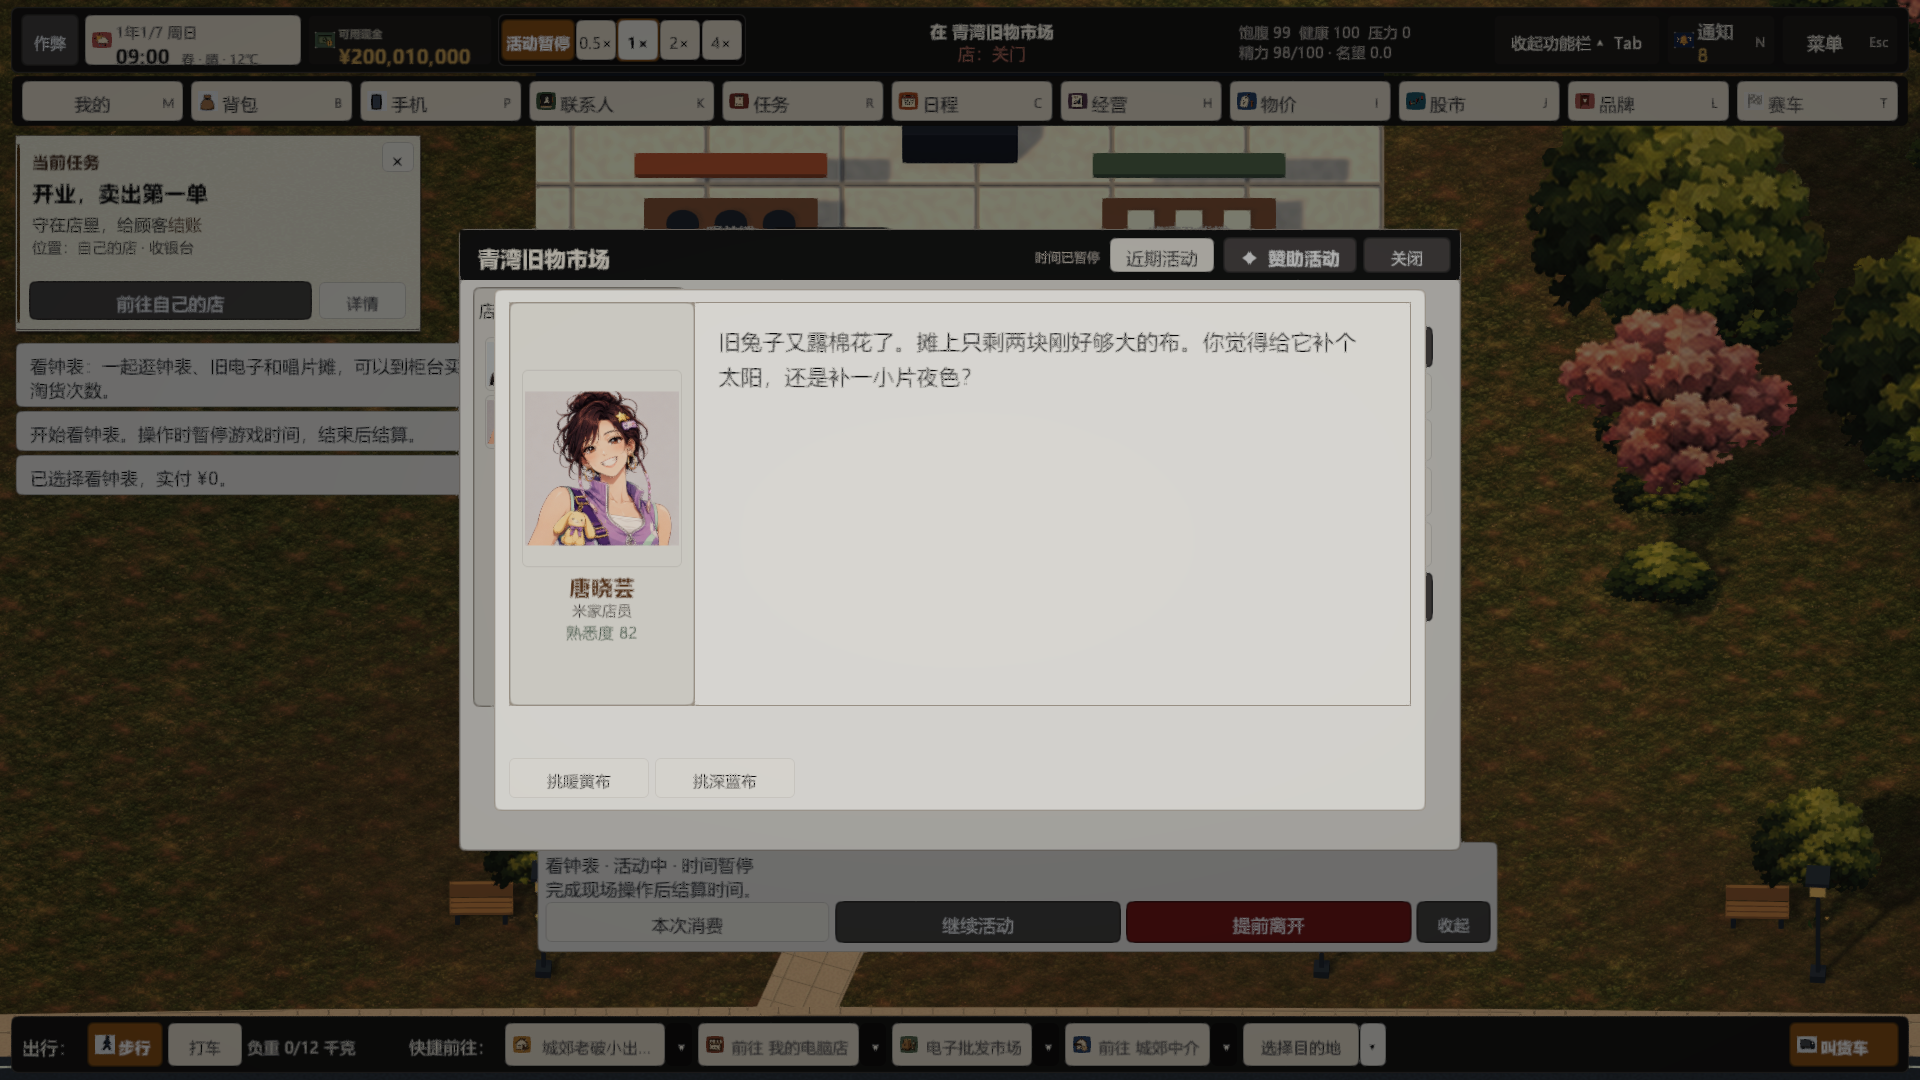 作弊
1年1/7 周日
09:00 春 · 晴 · 12℃
可用现金
¥200,010,000
活动暂停 0.5× 1× 2× 4×
在 青湾旧物市场
店：关门
饱腹 99 健康 100 压力 0
精力 98/100 · 名望 0.0
收起功能栏 Tab
通知 N
8
菜单 Esc
我的 M
背包 B
手机 P
联系人 K
任务 R
日程 C
经营 H
物价 I
股市 J
品牌 L
赛车 T
当前任务
×
开业，卖出第一单
守在店里，给顾客结账
位置：自己的店 · 收银台
前往自己的店
详情
看钟表：一起逛钟表、旧电子和唱片摊，可以到柜台买
淘货次数。
开始看钟表。操作时暂停游戏时间，结束后结算。
已选择看钟表，实付 ¥0。
青湾旧物市场
时间已暂停
近期活动
赞助活动
关闭
店
旧兔子又露棉花了。摊上只剩两块刚好够大的布。你觉得给它补个
太阳，还是补一小片夜色？
唐晓芸
米家店员
熟悉度 82
挑暖黄布
挑深蓝布
看钟表 · 活动中 · 时间暂停
完成现场操作后结算时间。
本次消费
继续活动
提前离开
收起
出行：
步行
打车
负重 0/12 千克
快捷前往：
城郊老破小出...
前往 我的电脑店
电子批发市场
前往 城郊中介
选择目的地
叫货车